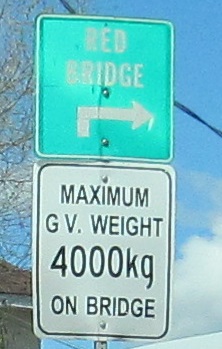 RED
BRIDGE
MAXIMUM
G V. WEIGHT
4000kg
ON BRIDGE